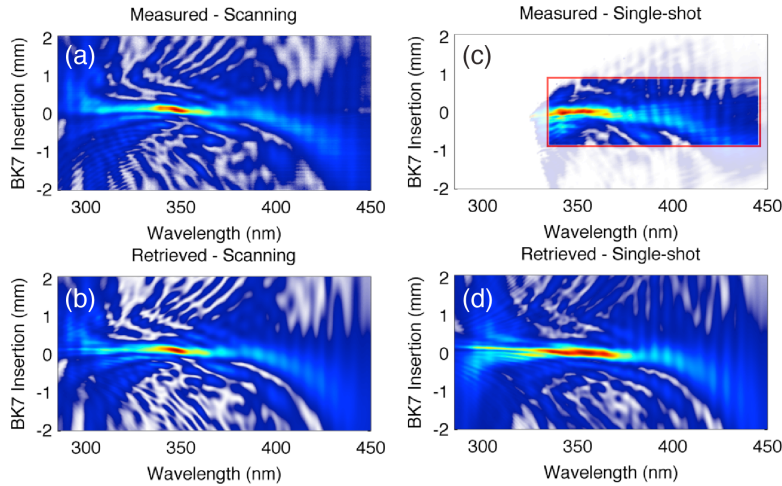 Measured - Scanning
(a)
BK7 Insertion (mm)
2
1
0
-1
-2
300
350
400
450
Wavelength (nm)
Measured - Single-shot
(c)
BK7 Insertion (mm)
2
1
0
-1
-2
300
350
400
450
Wavelength (nm)
Retrieved - Scanning
(b)
BK7 Insertion (mm)
2
1
0
-1
-2
300
350
400
450
Wavelength (nm)
Retrieved - Single-shot
(d)
BK7 Insertion (mm)
2
1
0
-1
-2
300
350
400
450
Wavelength (nm)